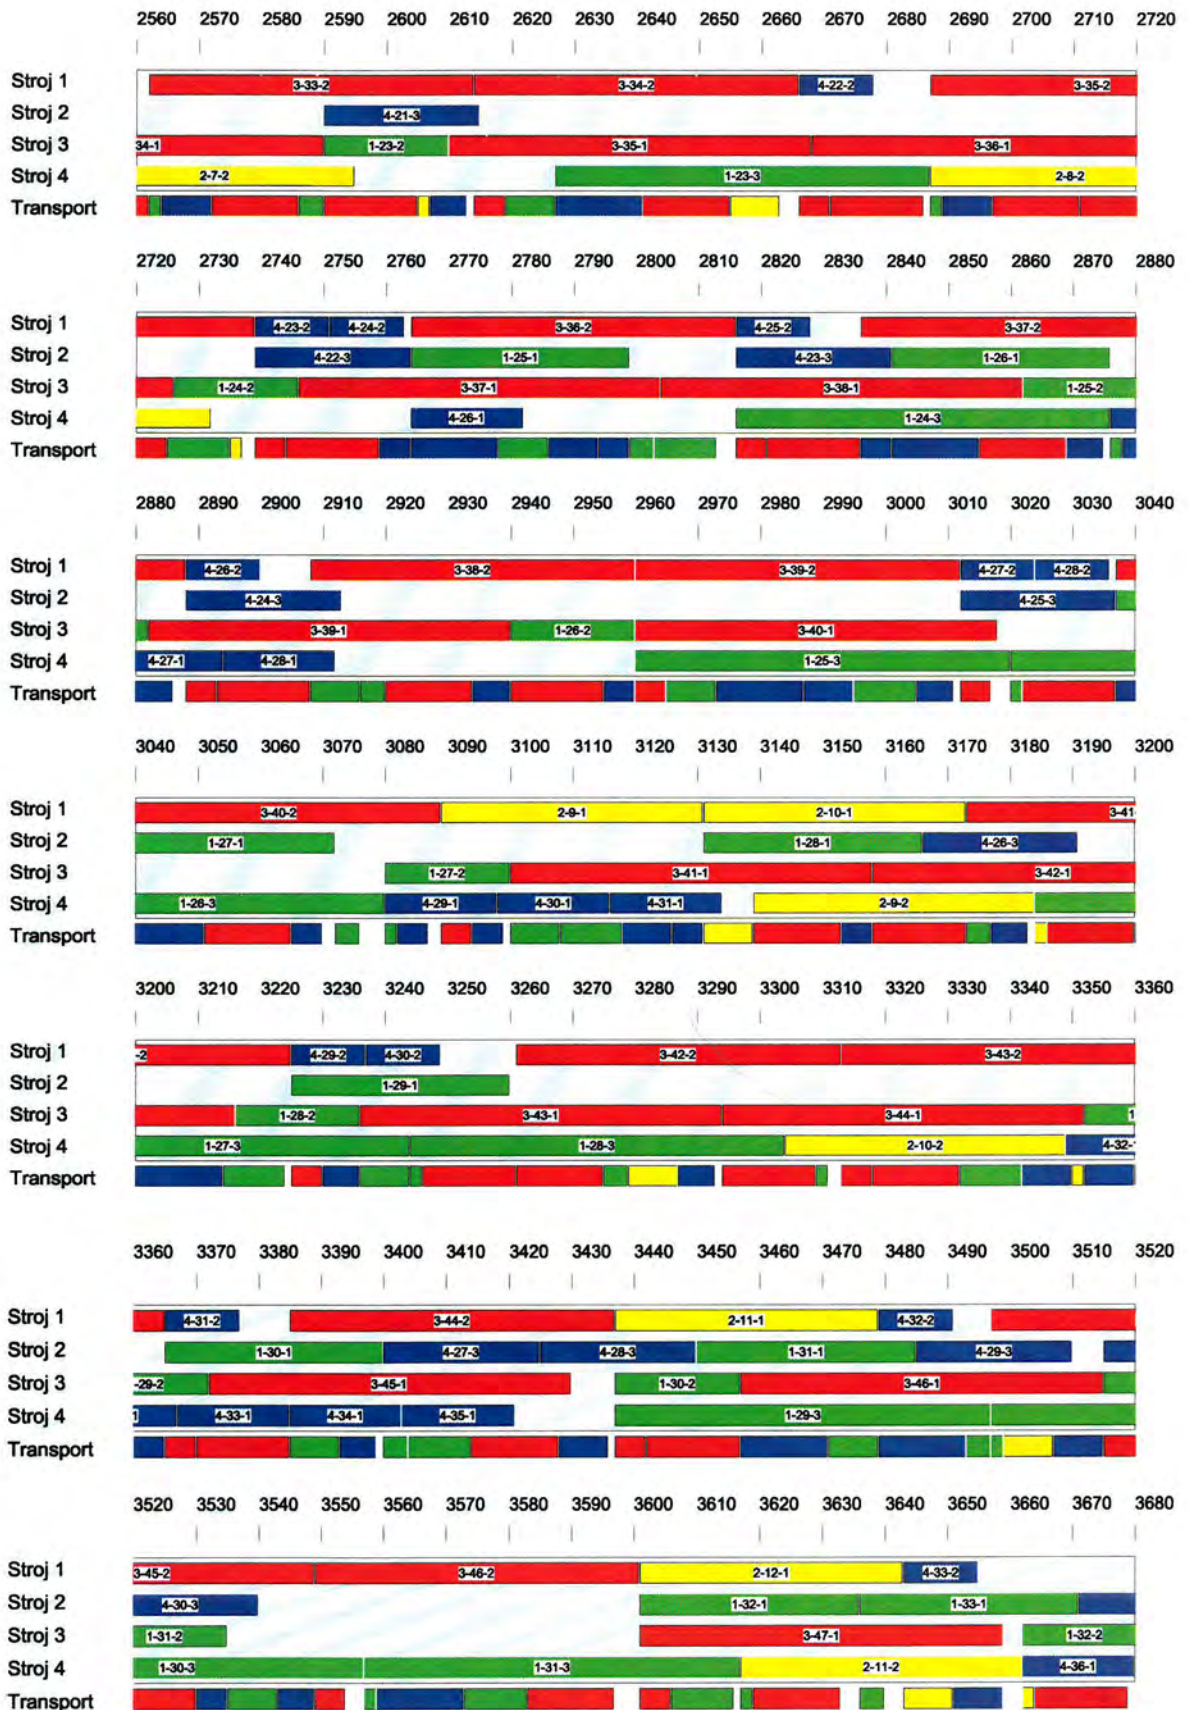 2560 2570 2580 2590 2600 2610 2620 2630 2640 2650 2660 2670 2680 2690 2700 2710 2720
Stroj 1 3-33-2 3-34-2 4-22-2 3-35-2
Stroj 2 4-21-3
Stroj 3 34-1 1-23-2 3-35-1 3-36-1
Stroj 4 2-7-2 1-23-3 2-8-2
Transport
2720 2730 2740 2750 2760 2770 2780 2790 2800 2810 2820 2830 2840 2850 2860 2870 2880
Stroj 1 4-23-2 4-24-2 3-36-2 4-25-2 3-37-2
Stroj 2 4-22-3 1-25-1 4-23-3 1-26-1
Stroj 3 1-24-2 3-37-1 3-38-1 1-25-2
Stroj 4 4-26-1 1-24-3
Transport
2880 2890 2900 2910 2920 2930 2940 2950 2960 2970 2980 2990 3000 3010 3020 3030 3040
Stroj 1 4-26-2 3-38-2 3-39-2 4-27-2 4-28-2
Stroj 2 4-24-3 4-25-3
Stroj 3 3-39-1 1-26-2 3-40-1
Stroj 4 4-27-1 4-28-1 1-25-3
Transport
3040 3050 3060 3070 3080 3090 3100 3110 3120 3130 3140 3150 3160 3170 3180 3190 3200
Stroj 1 3-40-2 2-9-1 2-10-1 3-41-
Stroj 2 1-27-1 1-28-1 4-26-3
Stroj 3 1-27-2 3-41-1 3-42-1
Stroj 4 1-26-3 4-29-1 4-30-1 4-31-1 2-9-2
Transport
3200 3210 3220 3230 3240 3250 3260 3270 3280 3290 3300 3310 3320 3330 3340 3350 3360
Stroj 1 -2 4-29-2 4-30-2 3-42-2 3-43-2
Stroj 2 1-29-1
Stroj 3 1-28-2 3-43-1 3-44-1 1
Stroj 4 1-27-3 1-28-3 2-10-2 4-32-
Transport
3360 3370 3380 3390 3400 3410 3420 3430 3440 3450 3460 3470 3480 3490 3500 3510 3520
Stroj 1 4-31-2 3-44-2 2-11-1 4-32-2
Stroj 2 1-30-1 4-27-3 4-28-3 1-31-1 4-29-3
Stroj 3 -29-2 3-45-1 1-30-2 3-46-1
Stroj 4 1 4-33-1 4-34-1 4-35-1 1-29-3
Transport
3520 3530 3540 3550 3560 3570 3580 3590 3600 3610 3620 3630 3640 3650 3660 3670 3680
Stroj 1 3-45-2 3-46-2 2-12-1 4-33-2
Stroj 2 4-30-3 1-32-1 1-33-1
Stroj 3 1-31-2 3-47-1 1-32-2
Stroj 4 1-30-3 1-31-3 2-11-2 4-36-1
Transport